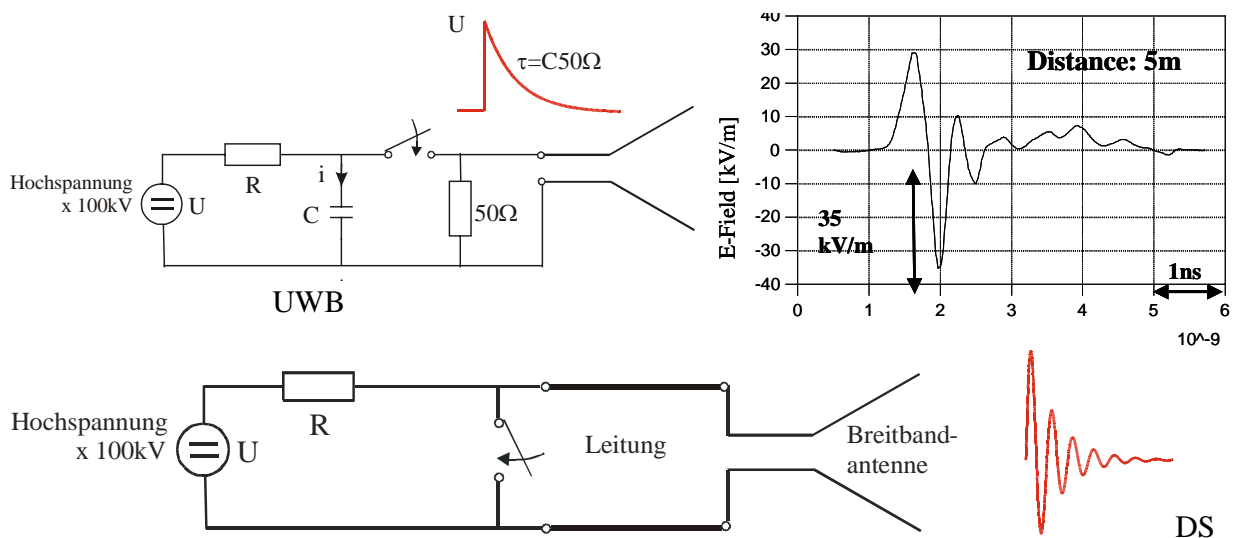 U
τ=C50Ω
Hochspannung
x 100kV
U
R
i
C
50Ω
UWB
40
30
20
10
0
-10
-20
-30
-40
E-Field [kV/m]
Distance: 5m
35
kV/m
1ns
0
1
2
3
4
5
6
10^-9
Hochspannung
x 100kV
U
R
Leitung
Breitband-
antenne
DS